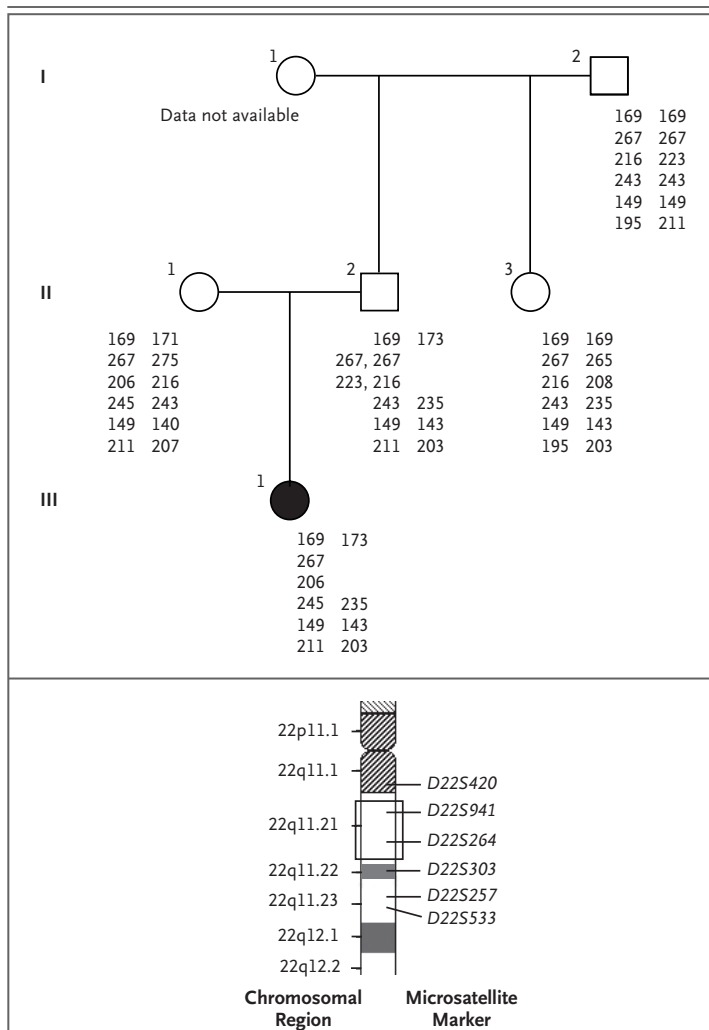 1 2
I
Data not available
169 169
267 267
216 223
243 243
149 149
195 211
1 2 3
II
169 171 169 173 169 169
267 275 267, 267 267 265
206 216 223, 216 216 208
245 243 243 235 243 235
149 140 149 143 149 143
211 207 211 203 195 203
1
III
169 173
267
206
245 235
149 143
211 203
22p11.1
22q11.1
D22S420
D22S941
22q11.21
D22S264
22q11.22 D22S303
22q11.23 D22S257
D22S533
22q12.1
22q12.2
Chromosomal Microsatellite
Region Marker